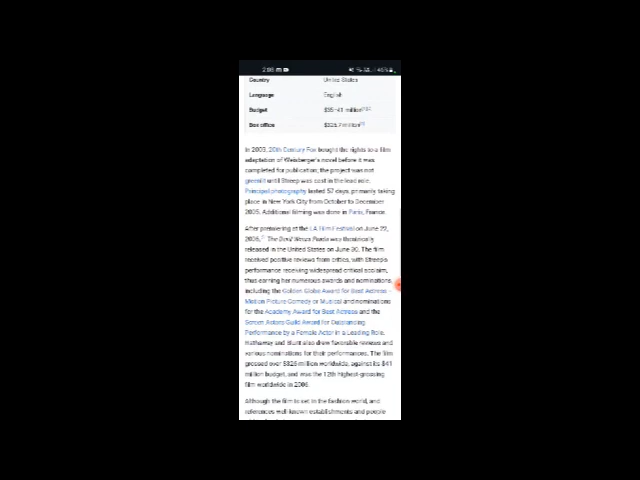 2:06
Country United States
Language English
Budget $35–41 million
Box office $326.7 million
In 2003, 20th Century Fox bought the rights to a film
adaptation of Weisberger's novel before it was
completed for publication; the project was not
greenlit until Streep was cast in the lead role.
Principal photography lasted 57 days, primarily taking
place in New York City from October to December
2005. Additional filming was done in Paris, France.
After premiering at the LA Film Festival on June 22,
2006, The Devil Wears Prada was theatrically
released in the United States on June 30. The film
received positive reviews from critics, with Streep's
performance receiving widespread critical acclaim,
thus earning her numerous awards and nominations,
including the Golden Globe Award for Best Actress –
Motion Picture Comedy or Musical and nominations
for the Academy Award for Best Actress and the
Screen Actors Guild Award for Outstanding
Performance by a Female Actor in a Leading Role.
Hathaway and Blunt also drew favorable reviews and
various nominations for their performances. The film
grossed over $326 million worldwide, against its $41
million budget, and was the 12th highest-grossing
film worldwide in 2006.
Although the film is set in the fashion world, and
references well-known establishments and people